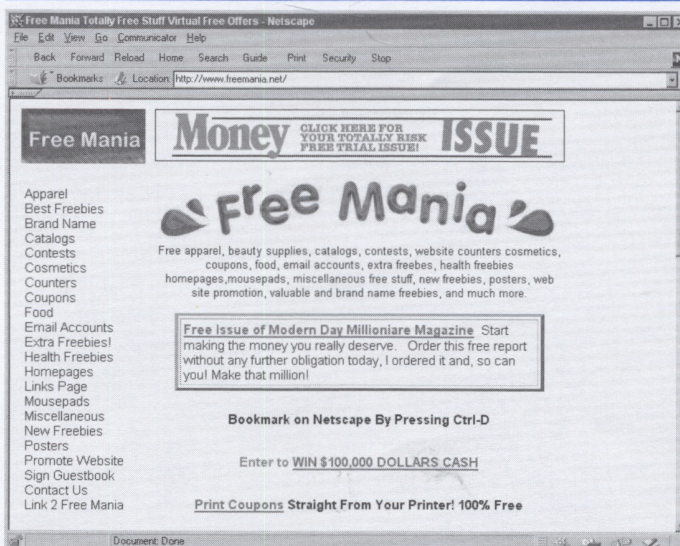 Free Mania Totally Free Stuff Virtual Free Offers - Netscape
File Edit View Go Communicator Help
Back Forward Reload Home Search Guide Print Security Stop
Bookmarks Location: http://www.freemania.net/
Free Mania
Money CLICK HERE FOR YOUR TOTALLY RISK FREE TRIAL ISSUE! ISSUE
Free Mania
Apparel
Best Freebies
Brand Name
Catalogs
Contests
Cosmetics
Counters
Coupons
Food
Email Accounts
Extra Freebies!
Health Freebies
Homepages
Links Page
Mousepads
Miscellaneous
New Freebies
Posters
Promote Website
Sign Guestbook
Contact Us
Link 2 Free Mania
Free apparel, beauty supplies, catalogs, contests, website counters cosmetics,
coupons, food, email accounts, extra freebes, health freebies
homepages,mousepads, miscellaneous free stuff, new freebies, posters, web
site promotion, valuable and brand name freebies, and much more.
Free Issue of Modern Day Millioniare Magazine Start
making the money you really deserve. Order this free report
without any further obligation today, I ordered it and, so can
you! Make that million!
Bookmark on Netscape By Pressing Ctrl-D
Enter to WIN $100,000 DOLLARS CASH
Print Coupons Straight From Your Printer! 100% Free
Document: Done